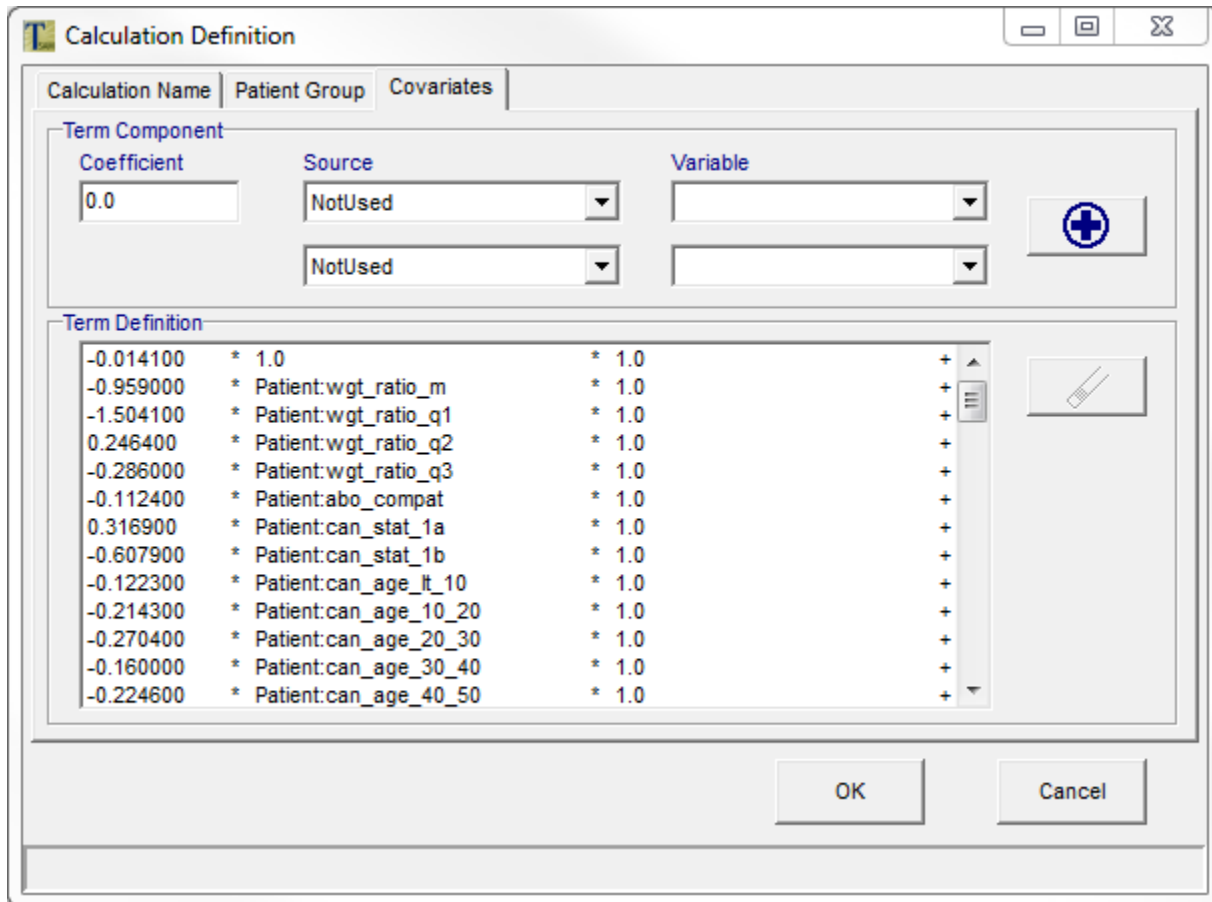 Calculation Definition
Calculation Name Patient Group Covariates
Term Component
Coefficient Source Variable
0.0 NotUsed
NotUsed
Term Definition
-0.014100 * 1.0 * 1.0 +
-0.959000 * Patient:wgt_ratio_m * 1.0 +
-1.504100 * Patient:wgt_ratio_q1 * 1.0 +
0.246400 * Patient:wgt_ratio_q2 * 1.0 +
-0.286000 * Patient:wgt_ratio_q3 * 1.0 +
-0.112400 * Patient:abo_compat * 1.0 +
0.316900 * Patient:can_stat_1a * 1.0 +
-0.607900 * Patient:can_stat_1b * 1.0 +
-0.122300 * Patient:can_age_lt_10 * 1.0 +
-0.214300 * Patient:can_age_10_20 * 1.0 +
-0.270400 * Patient:can_age_20_30 * 1.0 +
-0.160000 * Patient:can_age_30_40 * 1.0 +
-0.224600 * Patient:can_age_40_50 * 1.0 +
OK Cancel